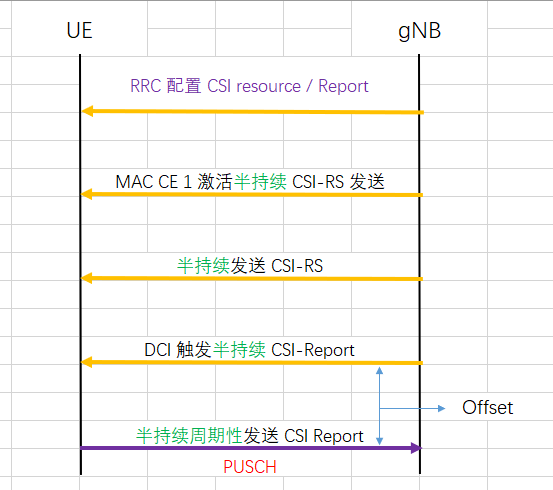 UE
gNB
RRC 配置 CSI resource / Report
MAC CE 1 激活半持续 CSI-RS 发送
半持续发送 CSI-RS
DCI 触发半持续 CSI-Report
Offset
半持续周期性发送 CSI Report
PUSCH